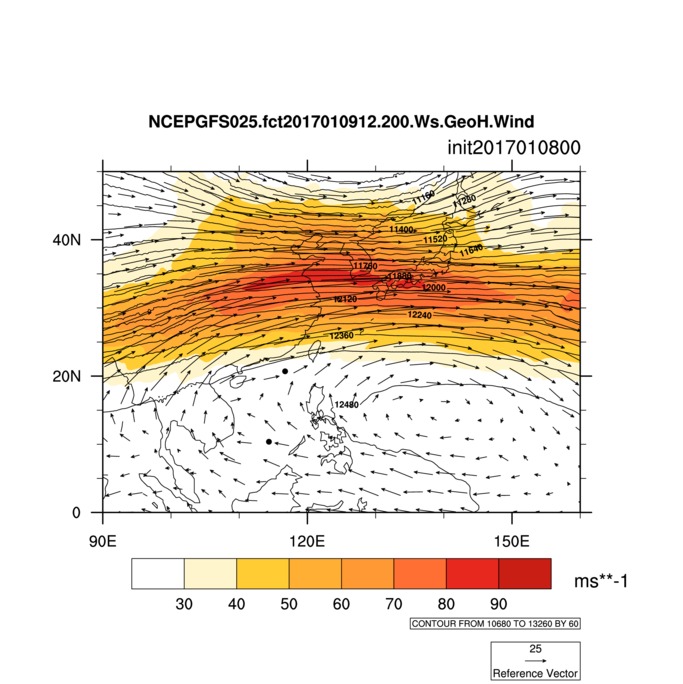 NCEPGFS025.fct2017010912.200.Ws.GeoH.Wind
init2017010800
11160
11280
11400
11520
11640
11760
11880
12000
12120
12240
12360
12480
40N
20N
0
90E 120E 150E
30 40 50 60 70 80 90
ms**-1
CONTOUR FROM 10680 TO 13260 BY 60
25
Reference Vector